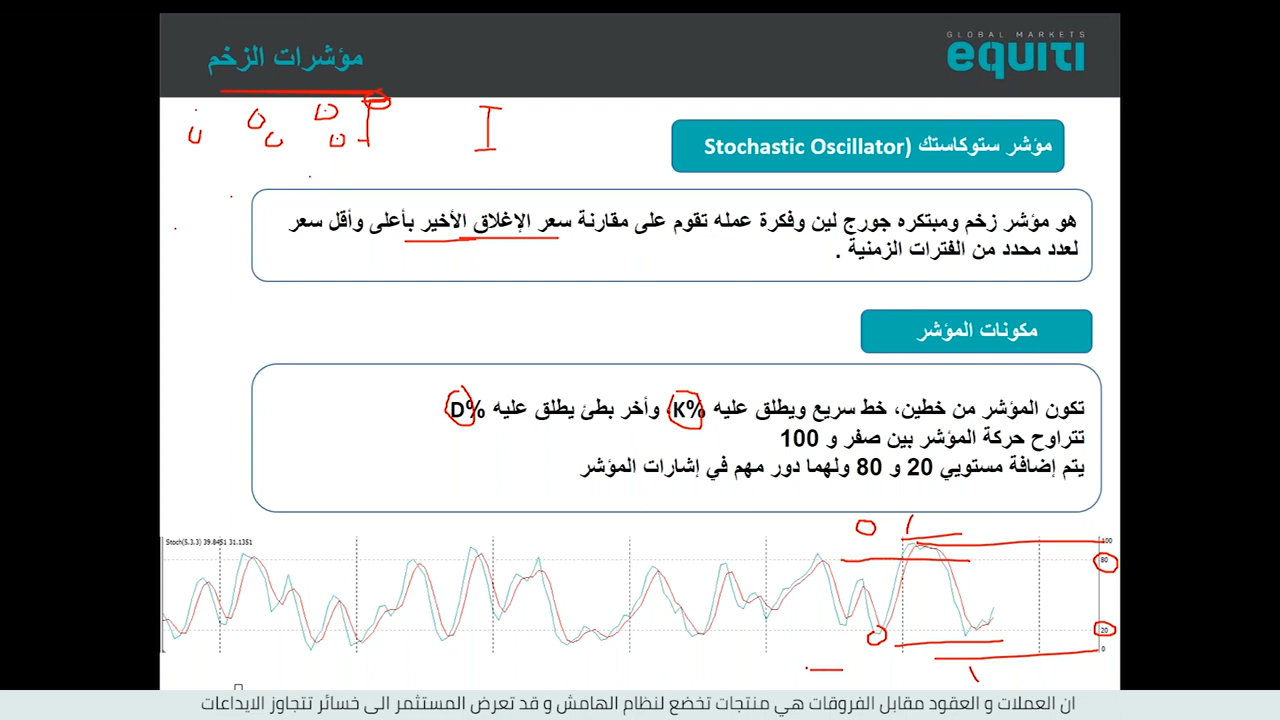 مؤشرات الزخم
GLOBAL MARKETS
equiti
مؤشر ستوكاستك (Stochastic Oscillator
هو مؤشر زخم ومبتكره جورج لين وفكرة عمله تقوم على مقارنة سعر الإغلاق الأخير بأعلى وأقل سعر
لعدد محدد من الفترات الزمنية .
مكونات المؤشر
تكون المؤشر من خطين، خط سريع ويطلق عليه %K وأخر بطئ يطلق عليه %D
تتراوح حركة المؤشر بين صفر و 100
يتم إضافة مستويي 20 و 80 ولهما دور مهم في إشارات المؤشر
Stoch(5,3,3) 39.8451 31.1351
100
80
20
0
ان العملات و العقود مقابل الفروقات هي منتجات تخضع لنظام الهامش و قد تعرض المستثمر الى خسائر تتجاوز الايداعات